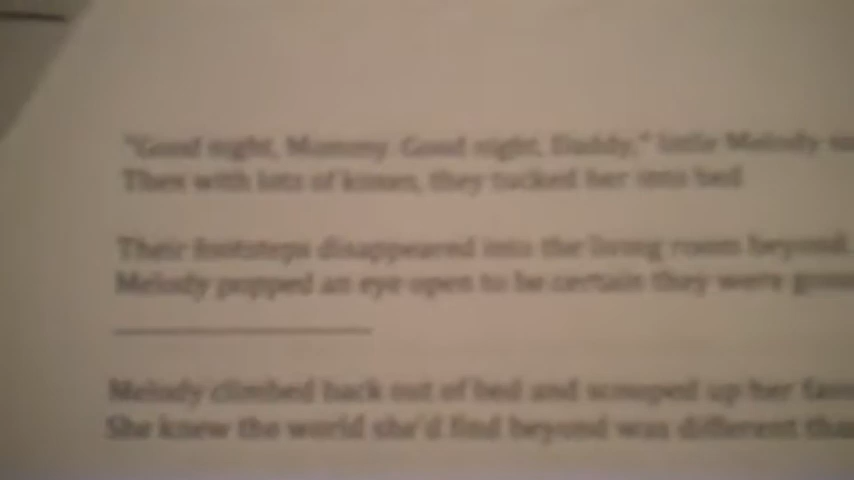 "Good night, Mommy. Good night, Daddy," little Melody
Then with lots of kisses, they tucked her into bed.
Their footsteps disappeared into the living room beyond.
Melody popped an eye open to be certain they were
Melody climbed back out of bed and scooped up her
She knew the world she'd find beyond was different than